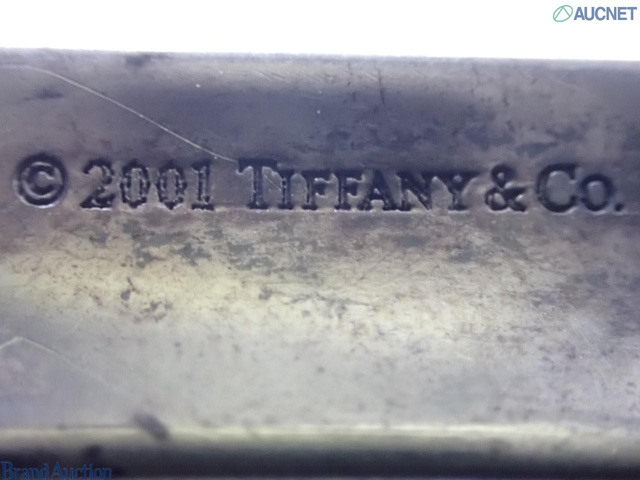 AUCNET
© 2001 TIFFANY & CO.
Brand Auction